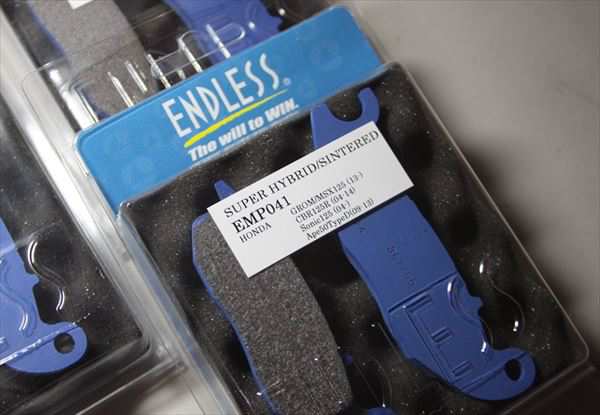 ENDLESS®
The will to WIN.
SUPER HYBRID/SINTERED
EMP041
HONDA
GROM/MSX125 (13-)
CBR125R (04-14)
Sonic125 (04-)
Ape50TypeD(09-13)